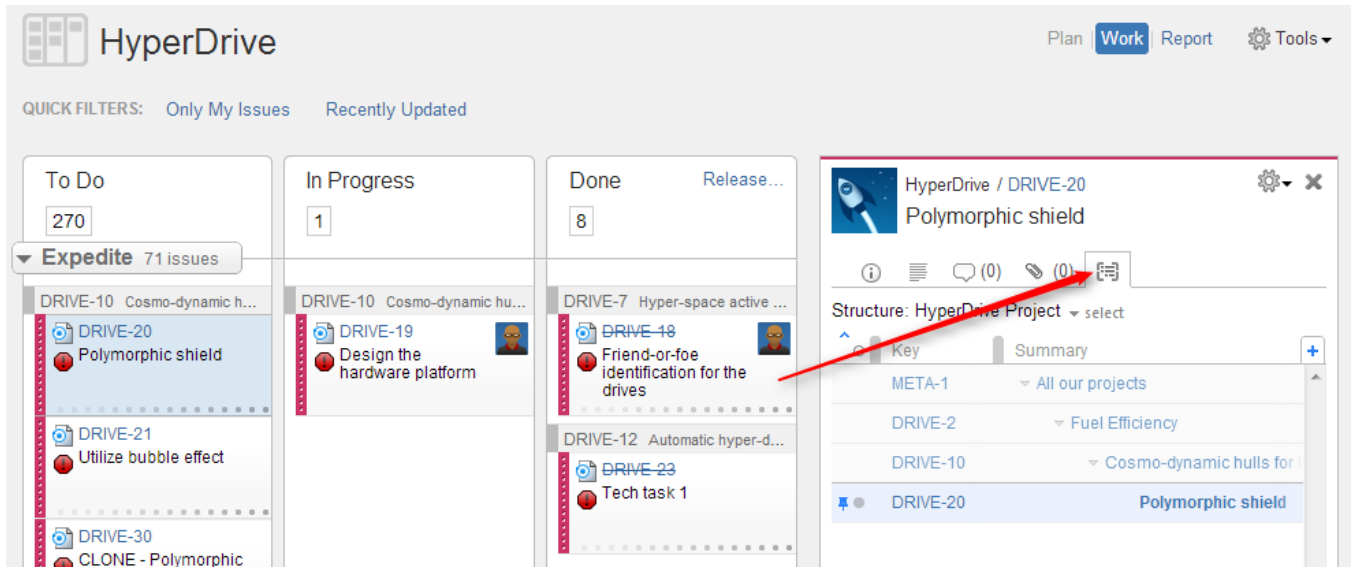 HyperDrive
Plan Work Report Tools
QUICK FILTERS: Only My Issues Recently Updated
To Do
270
In Progress
1
Done Release...
8
Expedite 71 issues
DRIVE-10 Cosmo-dynamic h...
DRIVE-20
Polymorphic shield
DRIVE-21
Utilize bubble effect
DRIVE-30
CLONE - Polymorphic
DRIVE-10 Cosmo-dynamic hu...
DRIVE-19
Design the
hardware platform
DRIVE-7 Hyper-space active ...
DRIVE-18
Friend-or-foe
identification for the
drives
DRIVE-12 Automatic hyper-d...
DRIVE-23
Tech task 1
HyperDrive / DRIVE-20
Polymorphic shield
(0) (0)
Structure: HyperDrive Project select
Key Summary +
META-1 All our projects
DRIVE-2 Fuel Efficiency
DRIVE-10 Cosmo-dynamic hulls for
DRIVE-20 Polymorphic shield